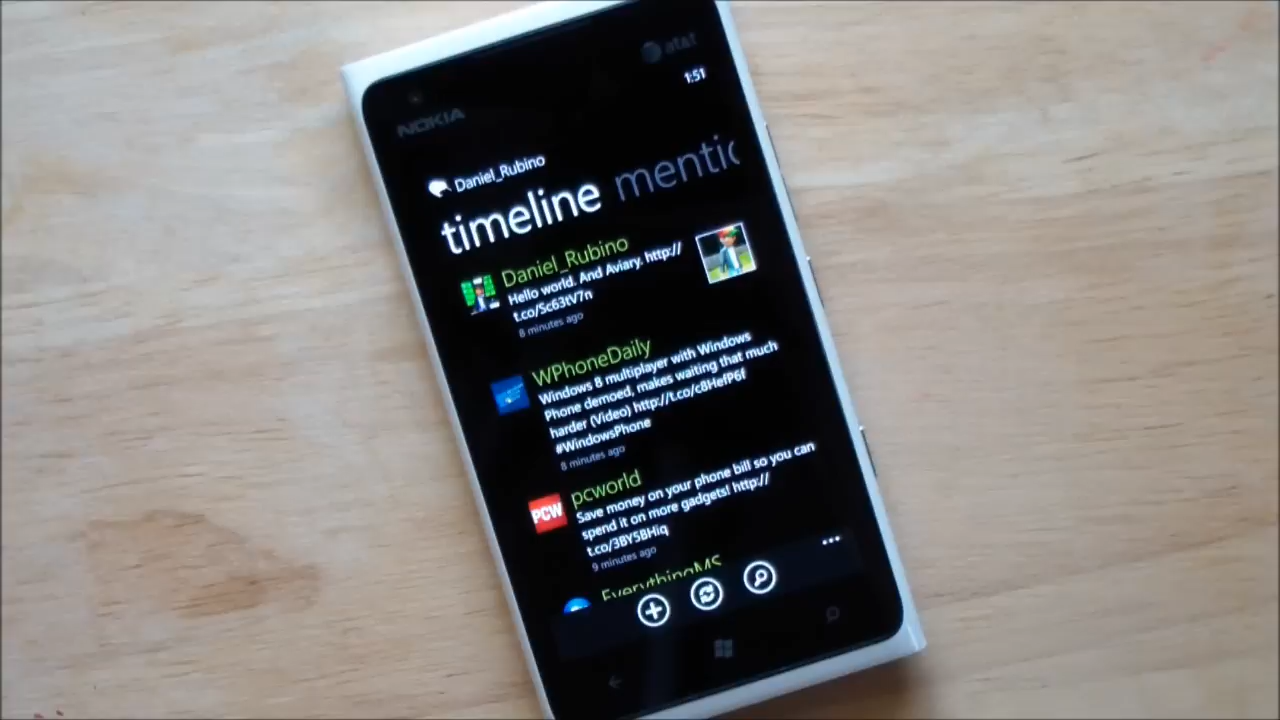 at&t
1:51
NOKIA
Daniel_Rubino
timeline mentic
Daniel_Rubino
Hello world. And Aviary. http://
t.co/Sc63tV7n
8 minutes ago
WPhoneDaily
Windows 8 multiplayer with Windows
Phone demoed, makes waiting that much
harder (Video) http://t.co/c8HefP6f
#WindowsPhone
8 minutes ago
PCW
pcworld
Save money on your phone bill so you can
spend it on more gadgets! http://
t.co/3BY5BHiq
9 minutes ago
EverythingMS